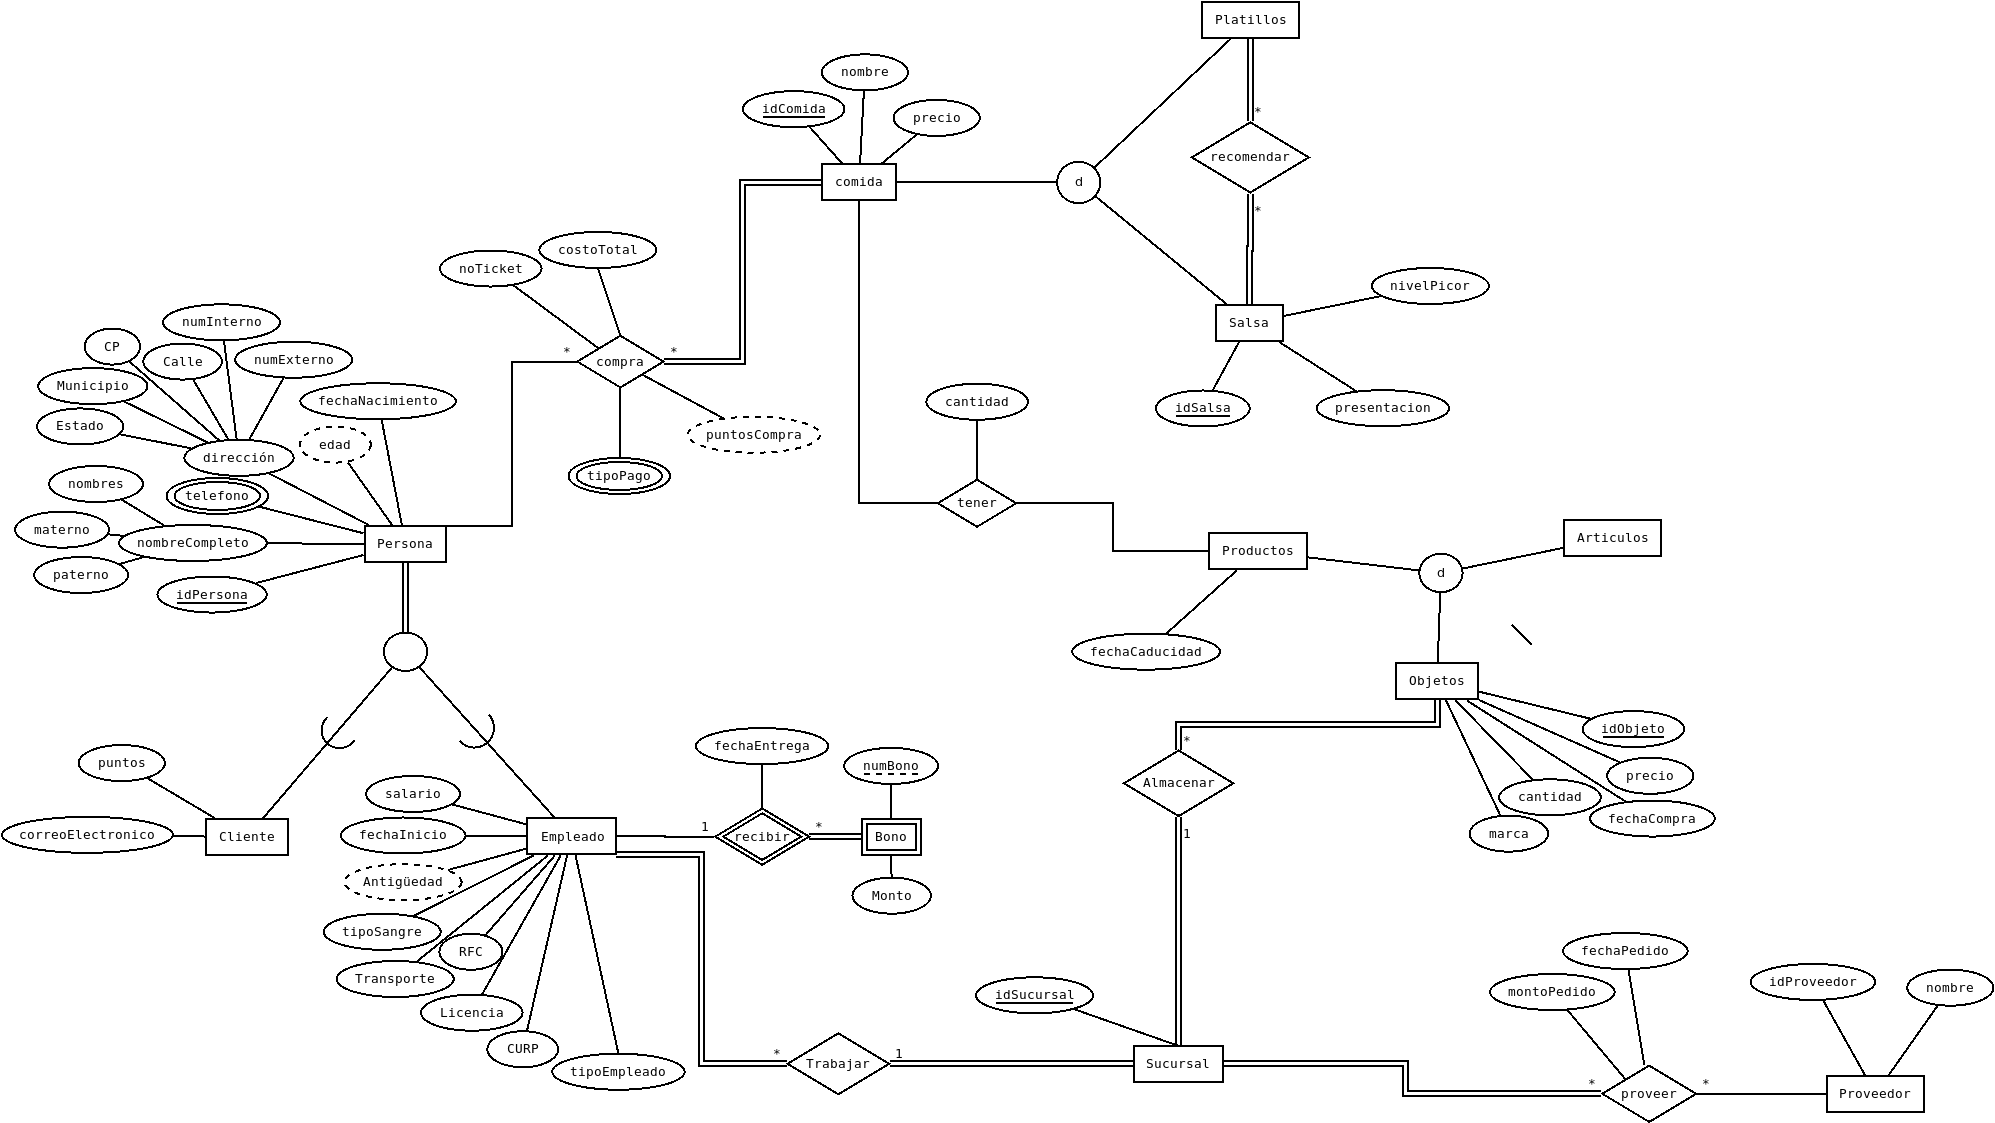 Platillos
nombre
idComida
precio
*
recomendar
comida
d
*
costoTotal
noTicket
nivelPicor
numInterno
Salsa
CP
Calle
numExterno
*
compra
*
Municipio
fechaNacimiento
cantidad
idSalsa
presentacion
Estado
edad
puntosCompra
dirección
tipoPago
nombres
telefono
tener
materno
nombreCompleto
Persona
Productos
Articulos
paterno
d
idPersona
fechaCaducidad
Objetos
idObjeto
fechaEntrega
*
puntos
numBono
precio
Almacenar
salario
cantidad
fechaCompra
correoElectronico
Cliente
fechaInicio
Empleado
1
recibir
*
Bono
1
marca
Antigüedad
Monto
tipoSangre
RFC
fechaPedido
Transporte
idSucursal
montoPedido
idProveedor
nombre
Licencia
CURP
*
Trabajar
1
Sucursal
tipoEmpleado
*
proveer
*
Proveedor